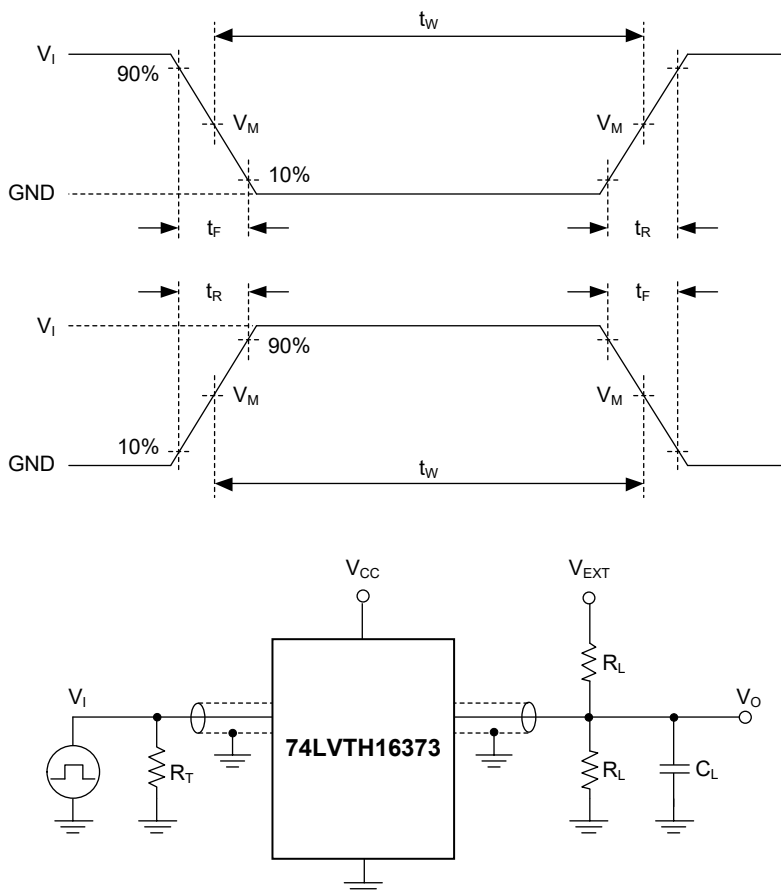 t_W
V_I
90%
V_M
V_M
10%
GND
t_F
t_R
t_R
t_F
V_I
90%
V_M
V_M
10%
GND
t_W
V_CC
V_EXT
R_L
V_I
V_O
74LVTH16373
R_T
R_L
C_L